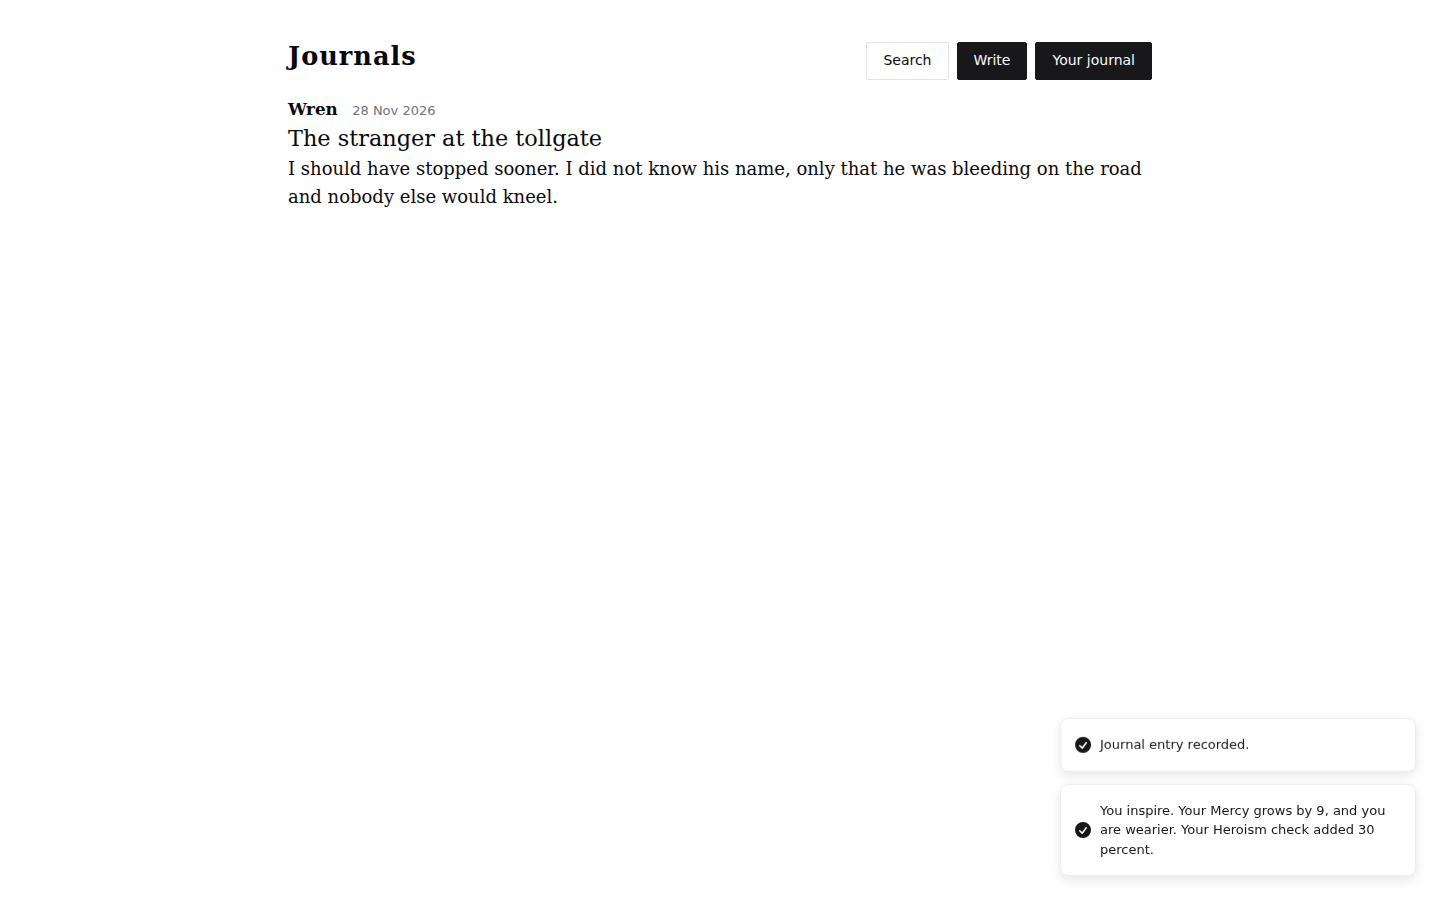 Journals
Search
Write
Your journal
Wren 28 Nov 2026
The stranger at the tollgate
I should have stopped sooner. I did not know his name, only that he was bleeding on the road
and nobody else would kneel.
Journal entry recorded.
You inspire. Your Mercy grows by 9, and you
are wearier. Your Heroism check added 30
percent.